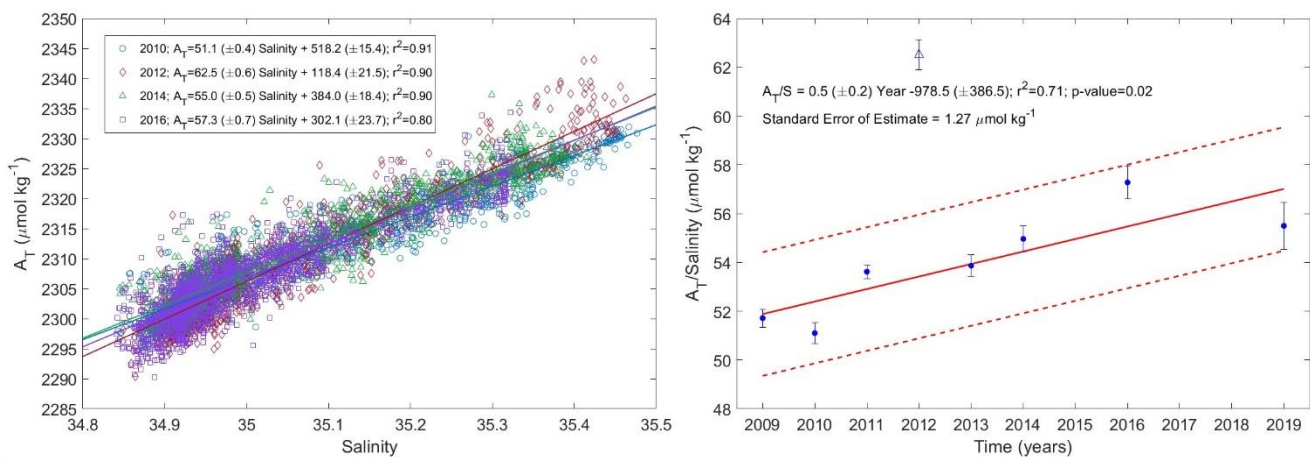 2350
2345
2340
2335
2330
2325
2320
2315
2310
2305
2300
2295
2290
2285
A_T (μmol kg⁻¹)
2010; A_T=51.1 (±0.4) Salinity + 518.2 (±15.4); r²=0.91
2012; A_T=62.5 (±0.6) Salinity + 118.4 (±21.5); r²=0.90
2014; A_T=55.0 (±0.5) Salinity + 384.0 (±18.4); r²=0.90
2016; A_T=57.3 (±0.7) Salinity + 302.1 (±23.7); r²=0.80
34.8 34.9 35 35.1 35.2 35.3 35.4 35.5
Salinity
64
62
60
58
56
54
52
50
48
A_T/Salinity (μmol kg⁻¹)
A_T/S = 0.5 (±0.2) Year -978.5 (±386.5); r²=0.71; p-value=0.02
Standard Error of Estimate = 1.27 μmol kg⁻¹
2009 2010 2011 2012 2013 2014 2015 2016 2017 2018 2019
Time (years)